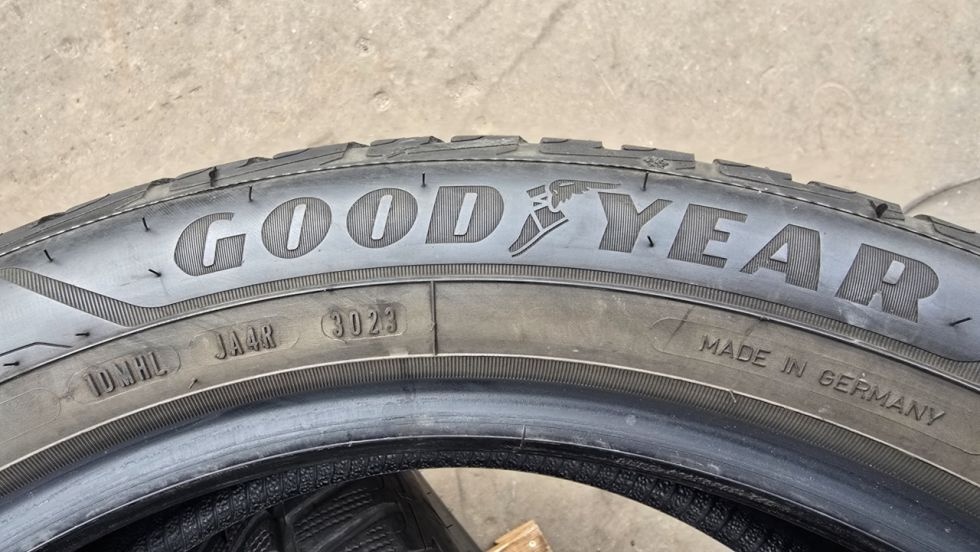 GOODYEAR
1DMHL JA4R 3023
MADE IN GERMANY